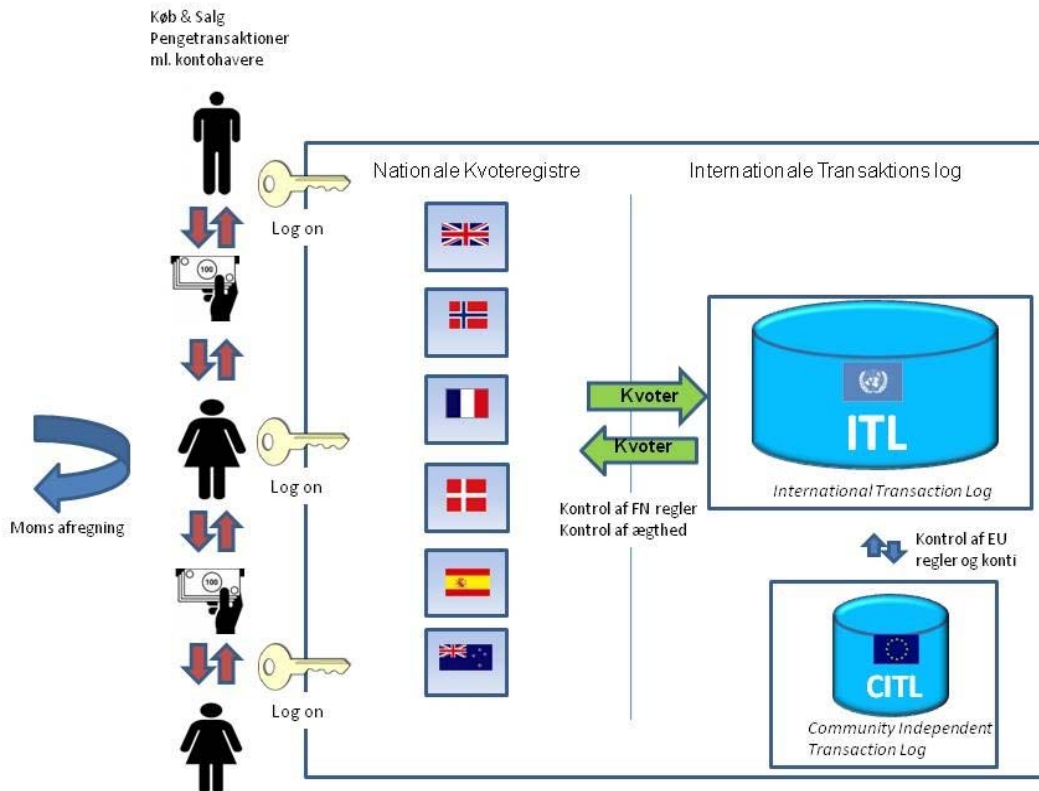 Køb & Salg
Pengetransaktioner
ml. kontohavere
Nationale Kvoteregistre
Internationale Transaktions log
Log on
100
Kvoter
Kvoter
ITL
International Transaction Log
Log on
Moms afregning
Kontrol af FN regler
Kontrol af ægthed
Kontrol af EU
regler og konti
100
CITL
Community Independent
Transaction Log
Log on